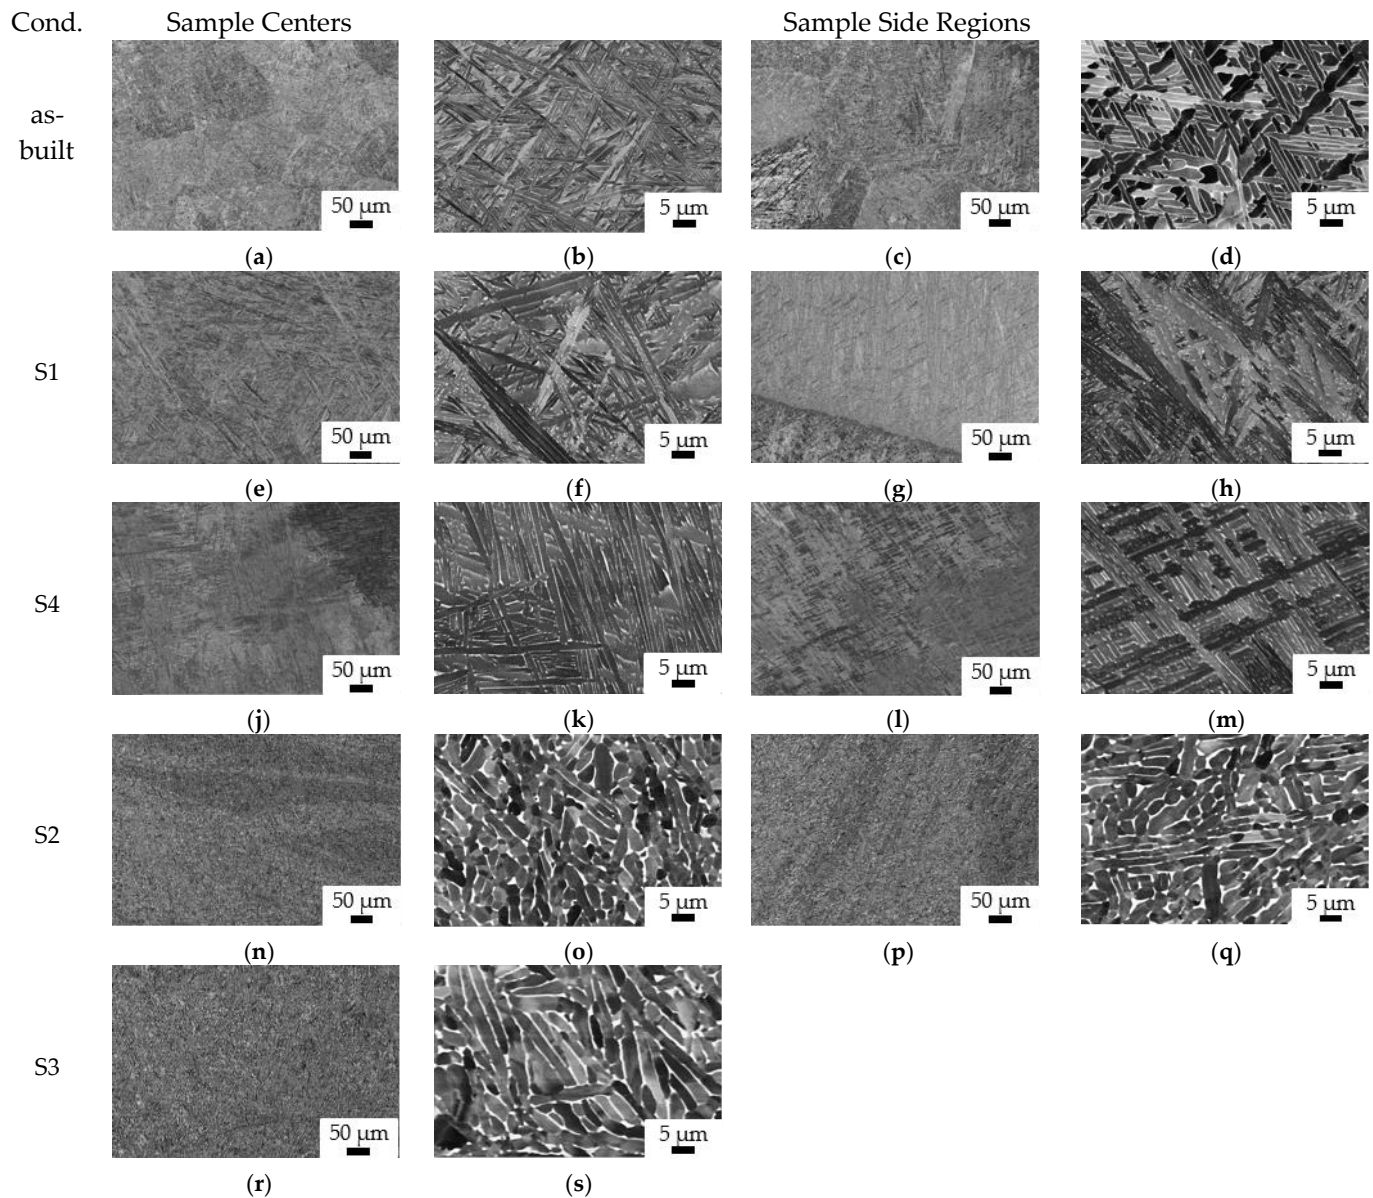 Cond. Sample Centers Sample Side Regions
as-
built
50 µm 5 µm 50 µm 5 µm
(a) (b) (c) (d)
S1
50 µm 5 µm 50 µm 5 µm
(e) (f) (g) (h)
S4
50 µm 5 µm 50 µm 5 µm
(j) (k) (l) (m)
S2
50 µm 5 µm 50 µm 5 µm
(n) (o) (p) (q)
S3
50 µm 5 µm
(r) (s)